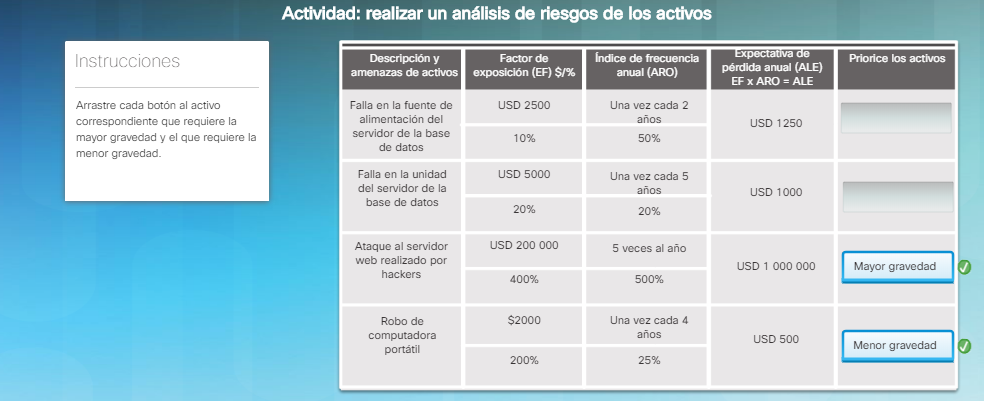 Actividad: realizar un análisis de riesgos de los activos
Instrucciones
Arrastre cada botón al activo
correspondiente que requiere la
mayor gravedad y el que requiere la
menor gravedad.
Descripción y
amenazas de activos
Factor de
exposición (EF) $/%
Índice de frecuencia
anual (ARO)
Expectativa de
pérdida anual (ALE)
EF x ARO = ALE
Priorice los activos
Falla en la fuente de
alimentación del
servidor de la base
de datos
USD 2500
10%
Una vez cada 2
años
50%
USD 1250
Falla en la unidad
del servidor de la
base de datos
USD 5000
20%
Una vez cada 5
años
20%
USD 1000
Ataque al servidor
web realizado por
hackers
USD 200 000
400%
5 veces al año
500%
USD 1 000 000
Mayor gravedad
Robo de
computadora
portátil
$2000
200%
Una vez cada 4
años
25%
USD 500
Menor gravedad